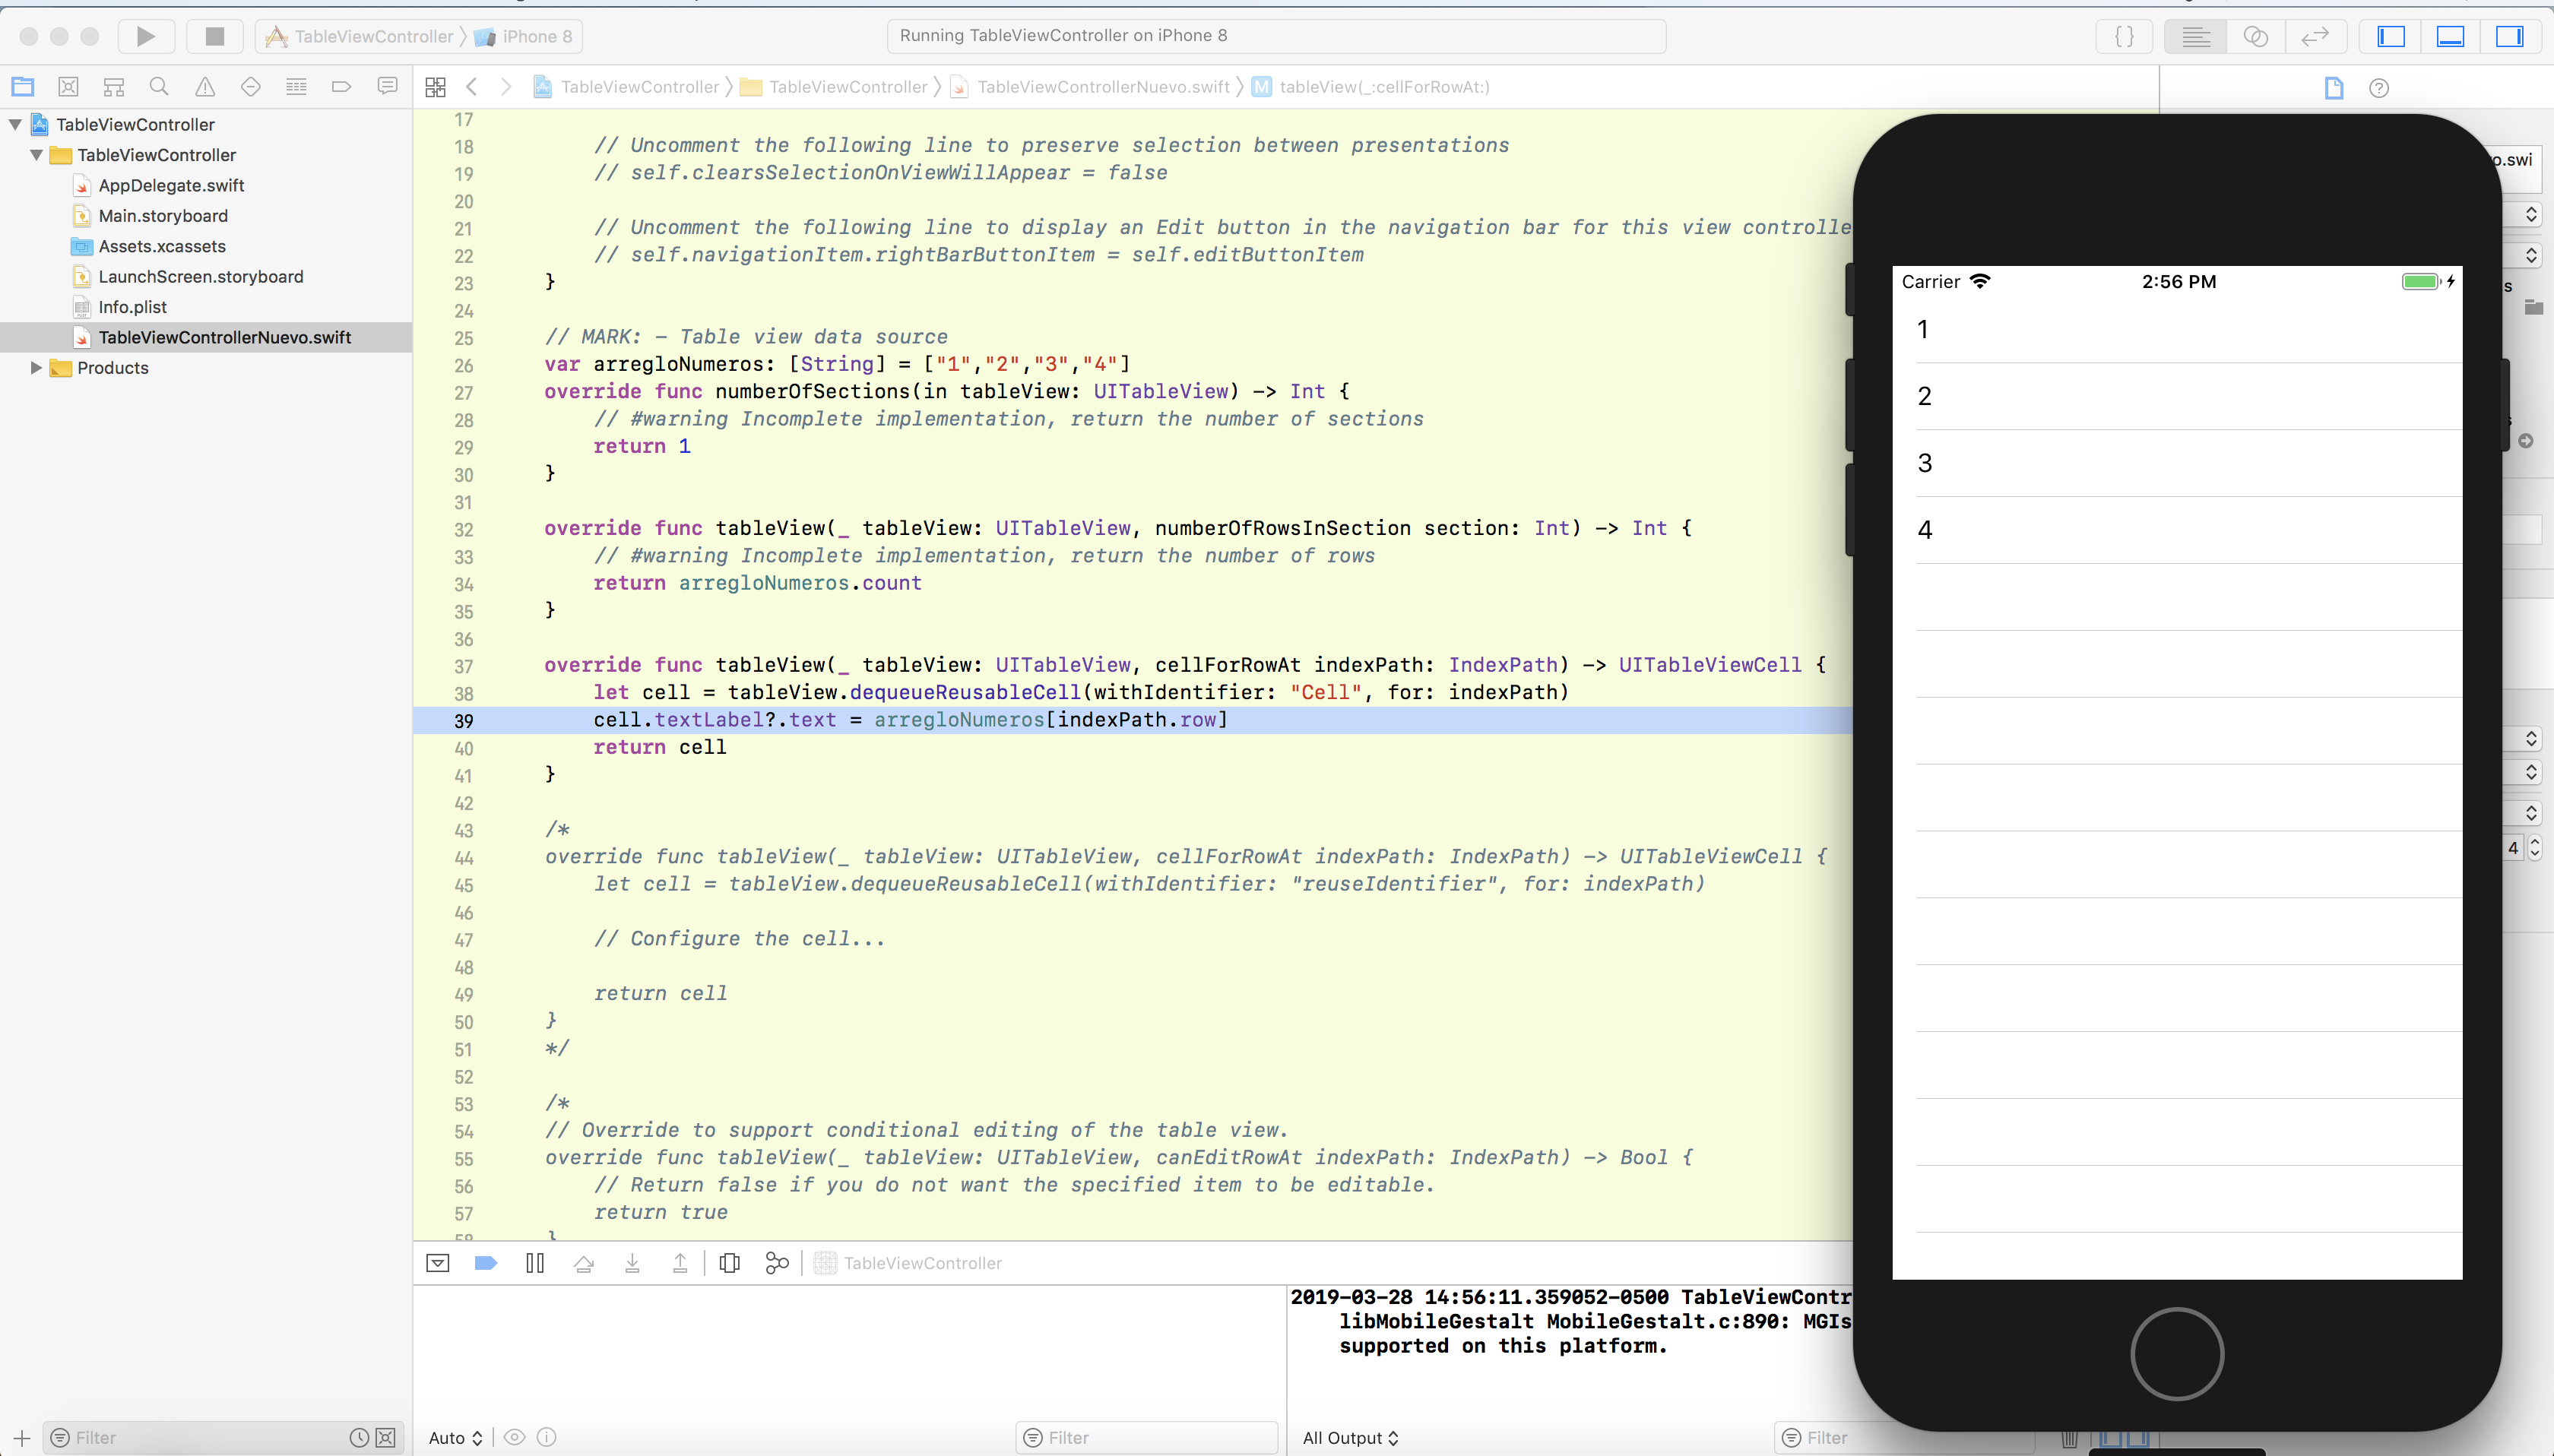 TableViewController 〉 iPhone 8
Running TableViewController on iPhone 8
TableViewController 〉 TableViewController 〉 TableViewControllerNuevo.swift 〉 M tableView(_:cellForRowAt:)
TableViewController
TableViewController
AppDelegate.swift
Main.storyboard
Assets.xcassets
LaunchScreen.storyboard
Info.plist
TableViewControllerNuevo.swift
Products
17
18 // Uncomment the following line to preserve selection between presentations
19 // self.clearsSelectionOnViewWillAppear = false
20
21 // Uncomment the following line to display an Edit button in the navigation bar for this view controlle
22 // self.navigationItem.rightBarButtonItem = self.editButtonItem
23 }
24
25 // MARK: - Table view data source
26 var arregloNumeros: [String] = ["1","2","3","4"]
27 override func numberOfSections(in tableView: UITableView) -> Int {
28 // #warning Incomplete implementation, return the number of sections
29 return 1
30 }
31
32 override func tableView(_ tableView: UITableView, numberOfRowsInSection section: Int) -> Int {
33 // #warning Incomplete implementation, return the number of rows
34 return arregloNumeros.count
35 }
36
37 override func tableView(_ tableView: UITableView, cellForRowAt indexPath: IndexPath) -> UITableViewCell {
38 let cell = tableView.dequeueReusableCell(withIdentifier: "Cell", for: indexPath)
39 cell.textLabel?.text = arregloNumeros[indexPath.row]
40 return cell
41 }
42
43 /*
44 override func tableView(_ tableView: UITableView, cellForRowAt indexPath: IndexPath) -> UITableViewCell {
45 let cell = tableView.dequeueReusableCell(withIdentifier: "reuseIdentifier", for: indexPath)
46
47 // Configure the cell...
48
49 return cell
50 }
51 */
52
53 /*
54 // Override to support conditional editing of the table view.
55 override func tableView(_ tableView: UITableView, canEditRowAt indexPath: IndexPath) -> Bool {
56 // Return false if you do not want the specified item to be editable.
57 return true
58 }
TableViewController
2019-03-28 14:56:11.359052-0500 TableViewContr
libMobileGestalt MobileGestalt.c:890: MGIs
supported on this platform.
Filter
Auto
Filter
All Output
Filter
Carrier 2:56 PM
1
2
3
4
o.swi
s
4